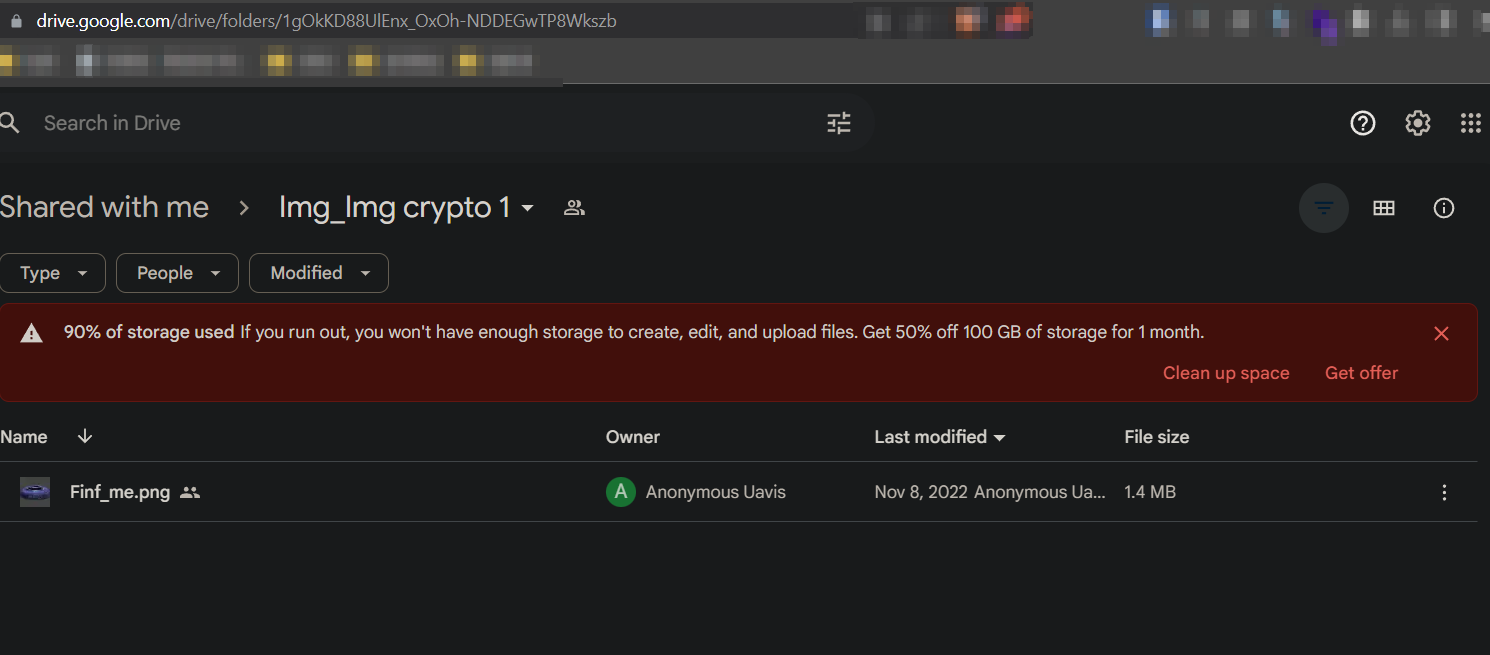 drive.google.com/drive/folders/1gOkKD88UlEnx_OxOh-NDDEGwTP8Wkszb
Search in Drive
Shared with me > Img_Img crypto 1
Type People Modified
90% of storage used If you run out, you won't have enough storage to create, edit, and upload files. Get 50% off 100 GB of storage for 1 month.
Clean up space Get offer
Name Owner Last modified File size
Finf_me.png A Anonymous Uavis Nov 8, 2022 Anonymous Ua... 1.4 MB